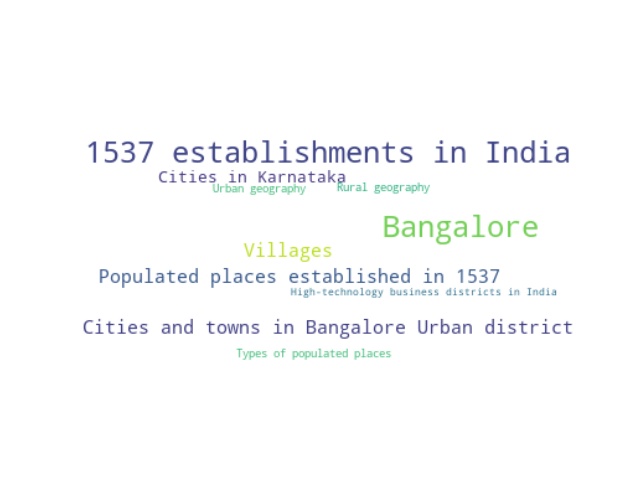 1537 establishments in India
Cities in Karnataka
Urban geography
Rural geography
Bangalore
Villages
Populated places established in 1537
High-technology business districts in India
Cities and towns in Bangalore Urban district
Types of populated places